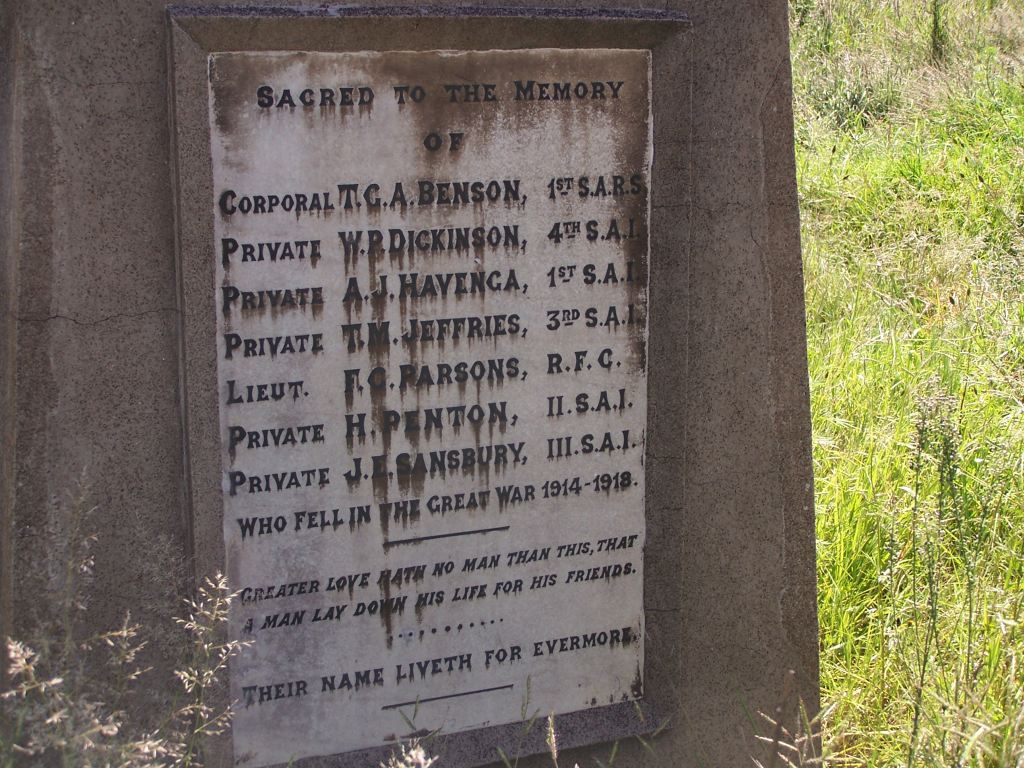 SACRED TO THE MEMORY
OF
CORPORAL T.G.A. BENSON, 1ST S.A.R.S.
PRIVATE W.P. DICKINSON, 4TH S.A.I.
PRIVATE A.J. HAVENGA, 1ST S.A.I.
PRIVATE T.M. JEFFRIES, 3RD S.A.I.
LIEUT. F.G. PARSONS, R.F.C.
PRIVATE H. PENTON, II. S.A.I.
PRIVATE J.E. SANSBURY, III. S.A.I.
WHO FELL IN THE GREAT WAR 1914-1918.
GREATER LOVE HATH NO MAN THAN THIS, THAT
A MAN LAY DOWN HIS LIFE FOR HIS FRIENDS.
THEIR NAME LIVETH FOR EVERMORE.